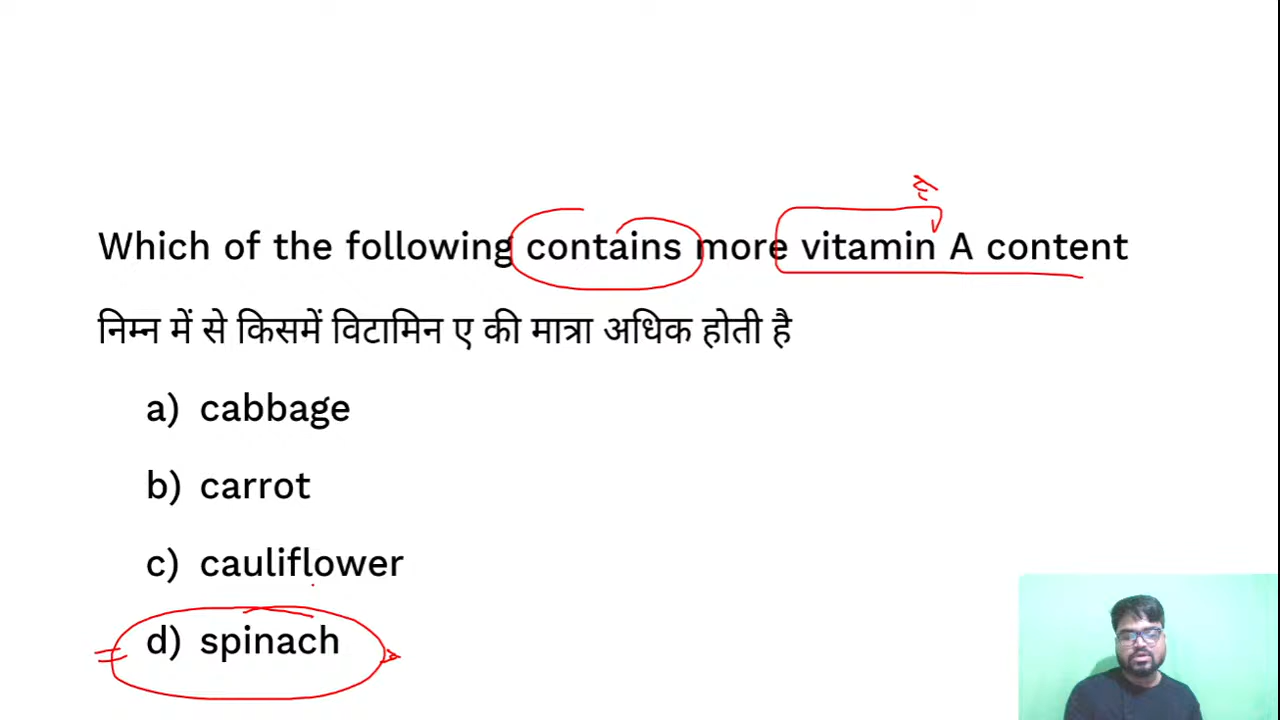 Which of the following contains more vitamin A content
निम्न में से किसमें विटामिन ए की मात्रा अधिक होती है
a) cabbage
b) carrot
c) cauliflower
d) spinach